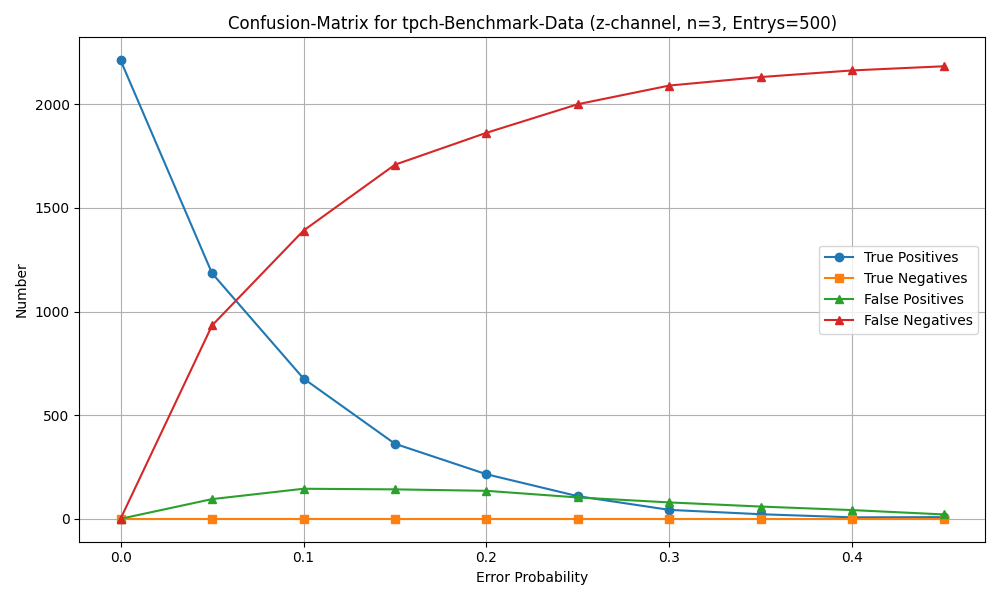 Confusion-Matrix for tpch-Benchmark-Data (z-channel, n=3, Entrys=500)
Number
2000
1500
1000
500
0
True Positives
True Negatives
False Positives
False Negatives
0.0 0.1 0.2 0.3 0.4
Error Probability